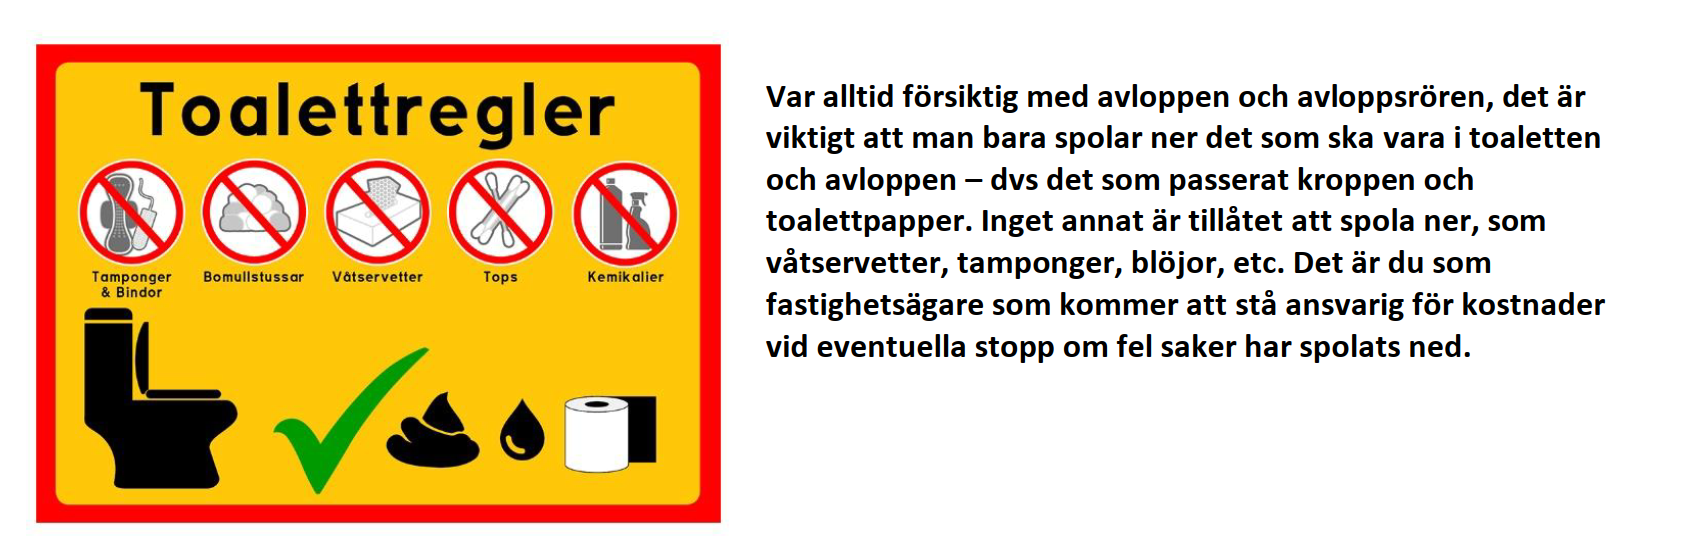 Toalettregler
Tamponger
& Bindor
Bomullstussar
Våtservetter
Tops
Kemikalier
Var alltid försiktig med avloppen och avloppsrören, det är
viktigt att man bara spolar ner det som ska vara i toaletten
och avloppen – dvs det som passerat kroppen och
toalettpapper. Inget annat är tillåtet att spola ner, som
våtservetter, tamponger, blöjor, etc. Det är du som
fastighetsägare som kommer att stå ansvarig för kostnader
vid eventuella stopp om fel saker har spolats ned.